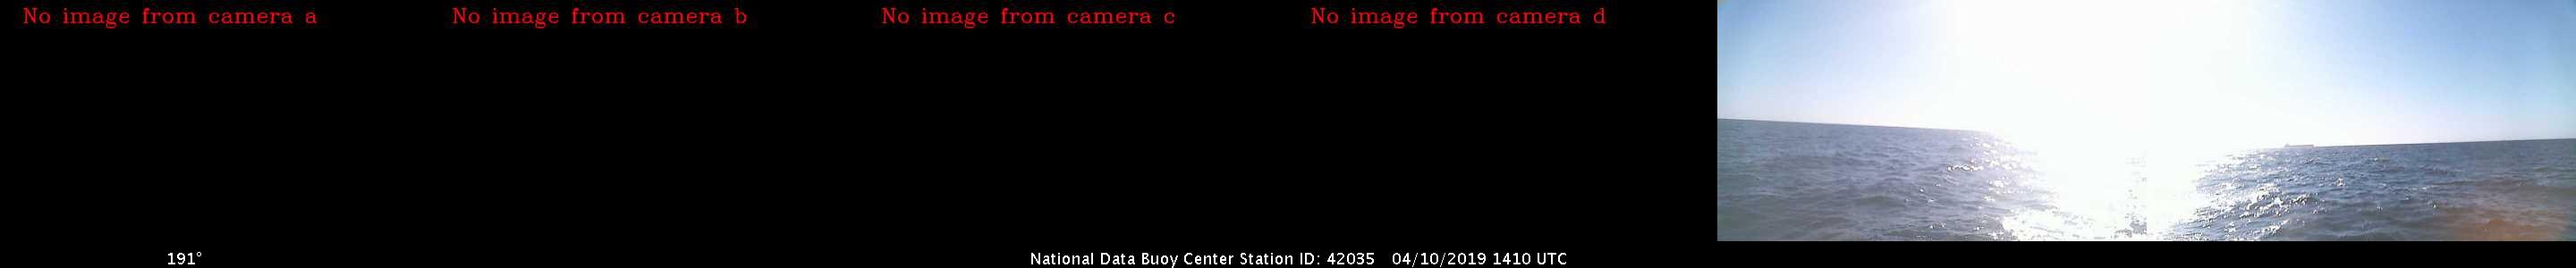 No image from camera a
No image from camera b
No image from camera c
No image from camera d
191°
National Data Buoy Center Station ID: 42035 04/10/2019 1410 UTC